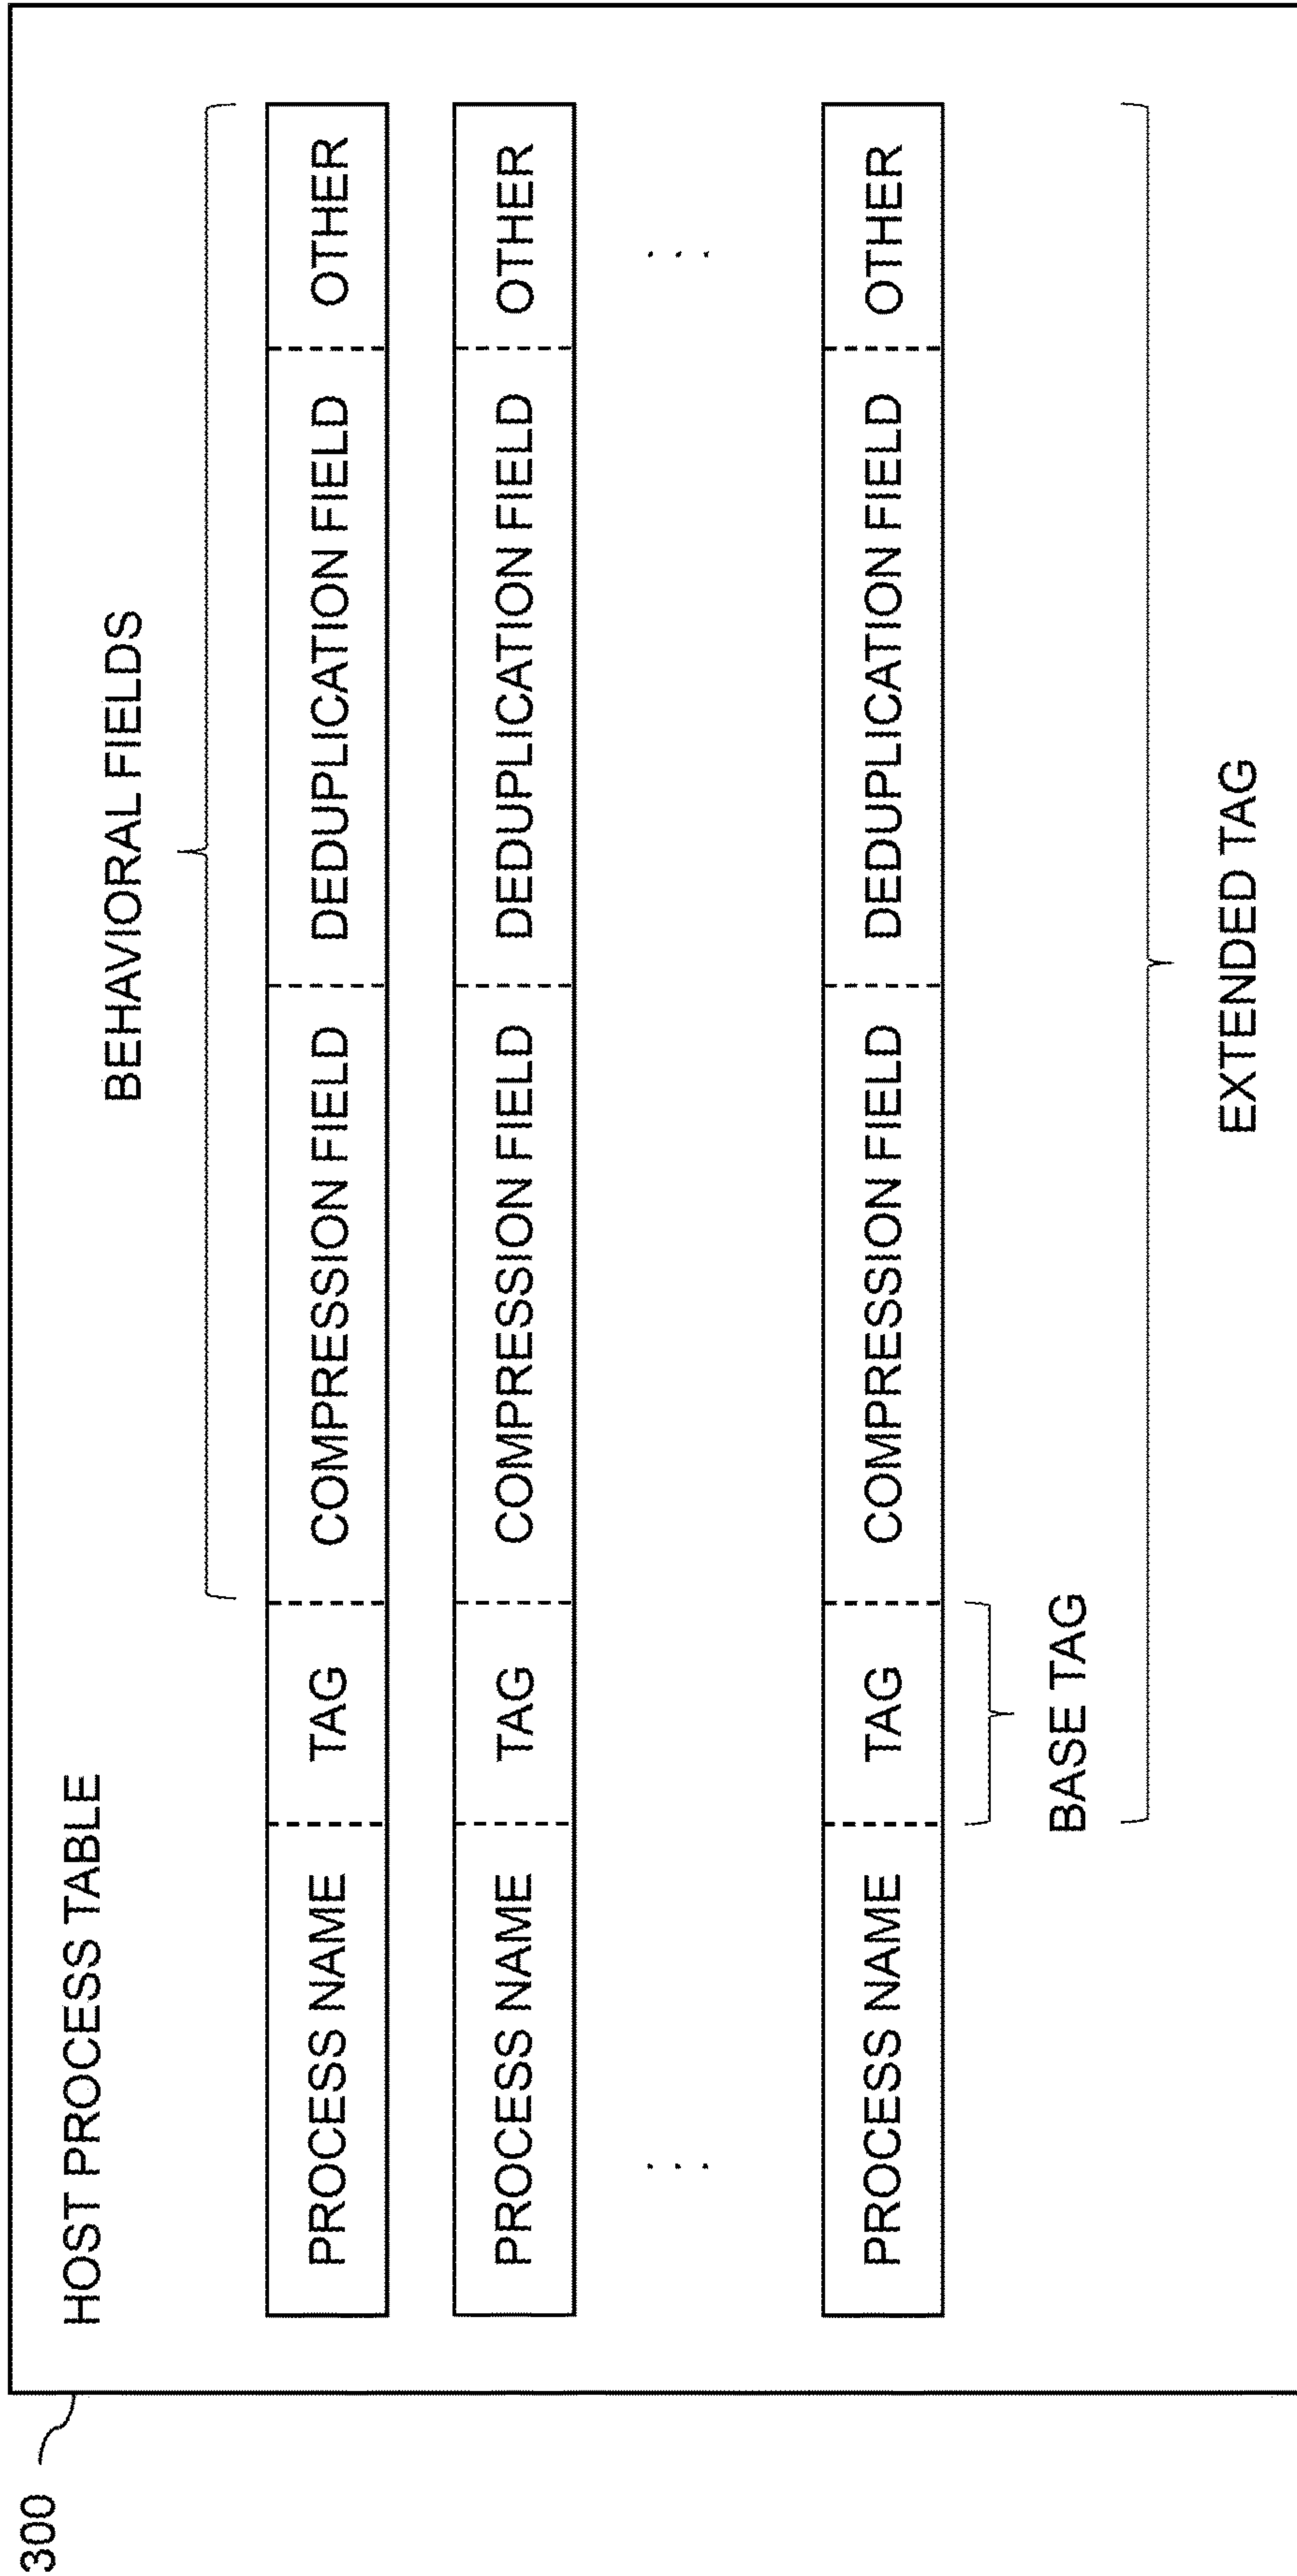 300
HOST PROCESS TABLE
BEHAVIORAL FIELDS
PROCESS NAME TAG COMPRESSION FIELD DEDUPLICATION FIELD OTHER
PROCESS NAME TAG COMPRESSION FIELD DEDUPLICATION FIELD OTHER
. . . . . .
PROCESS NAME TAG COMPRESSION FIELD DEDUPLICATION FIELD OTHER
BASE TAG
EXTENDED TAG